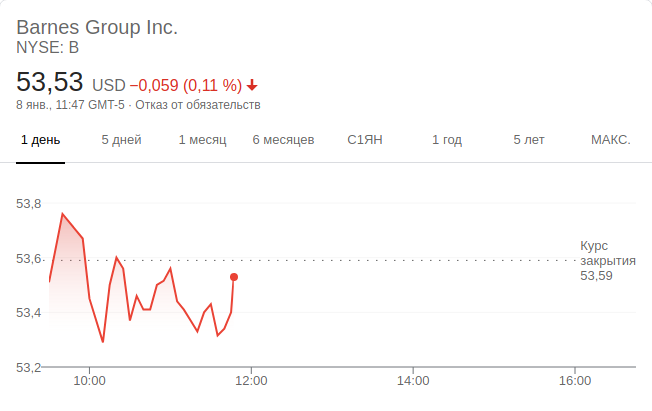 Barnes Group Inc.
NYSE: B
53,53 USD −0,059 (0,11 %)
8 янв., 11:47 GMT-5 · Отказ от обязательств
1 день 5 дней 1 месяц 6 месяцев С1ЯН 1 год 5 лет МАКС.
53,8
Курс
53,6 закрытия
53,59
53,4
53,2
10:00 12:00 14:00 16:00